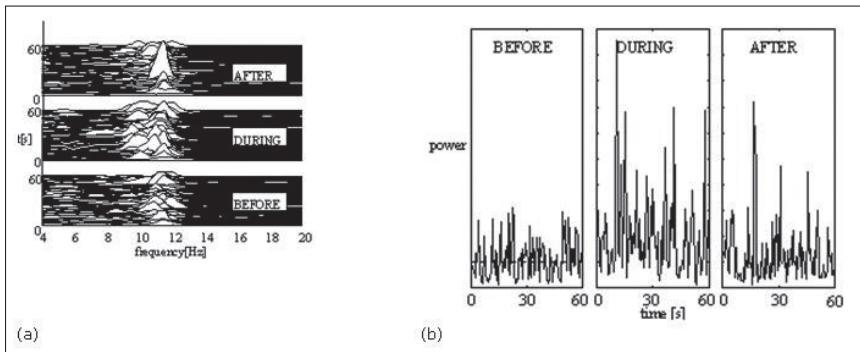 60
AFTER
0
60
t[s]
DURING
0
60
BEFORE
0
4 6 8 10 12 14 16 18 20
frequency[Hz]
(a)
BEFORE DURING AFTER
power
0 30 60 0 30 60 0 30 60
time [s]
(b)